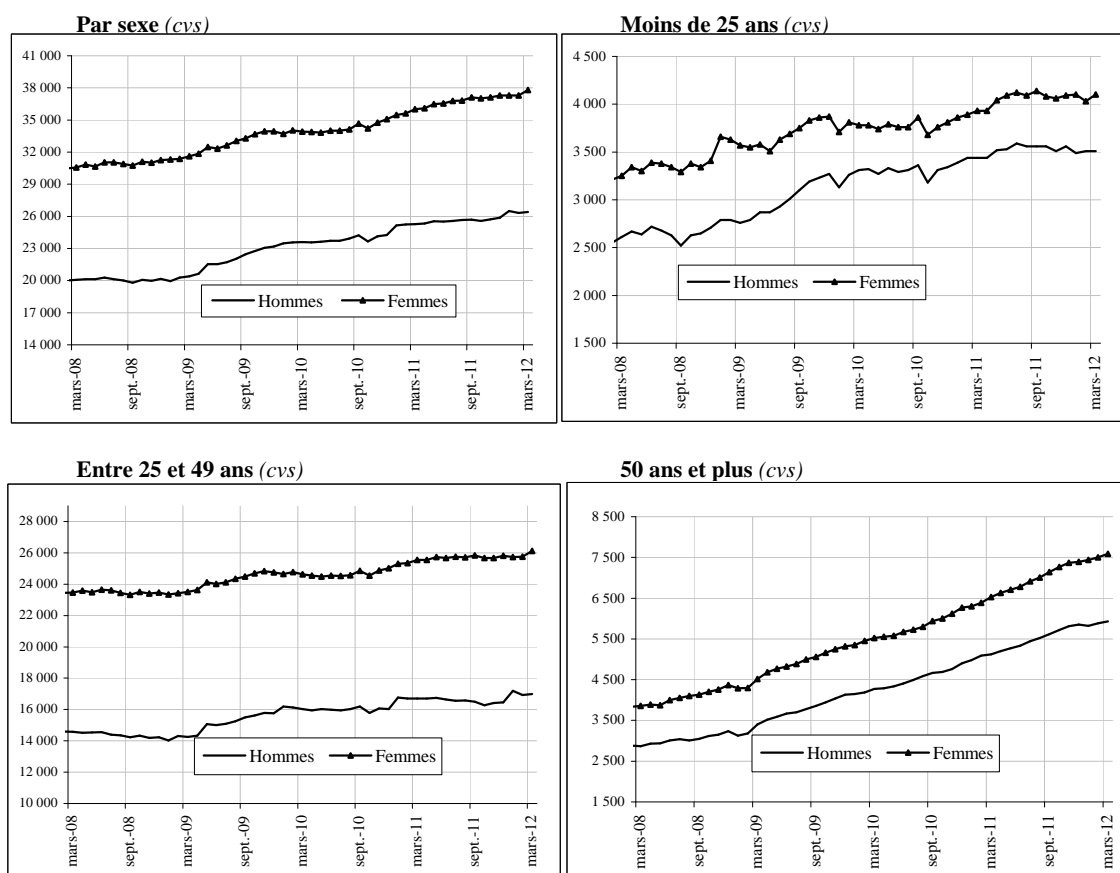 Par sexe (cvs)
41 000
38 000
35 000
32 000
29 000
26 000
23 000
20 000
17 000
14 000
Hommes
Femmes
mars-08
sept.-08
mars-09
sept.-09
mars-10
sept.-10
mars-11
sept.-11
mars-12
Moins de 25 ans (cvs)
4 500
4 000
3 500
3 000
2 500
2 000
1 500
Hommes
Femmes
mars-08
sept.-08
mars-09
sept.-09
mars-10
sept.-10
mars-11
sept.-11
mars-12
Entre 25 et 49 ans (cvs)
28 000
26 000
24 000
22 000
20 000
18 000
16 000
14 000
12 000
10 000
Hommes
Femmes
mars-08
sept.-08
mars-09
sept.-09
mars-10
sept.-10
mars-11
sept.-11
mars-12
50 ans et plus (cvs)
8 500
7 500
6 500
5 500
4 500
3 500
2 500
1 500
Hommes
Femmes
mars-08
sept.-08
mars-09
sept.-09
mars-10
sept.-10
mars-11
sept.-11
mars-12